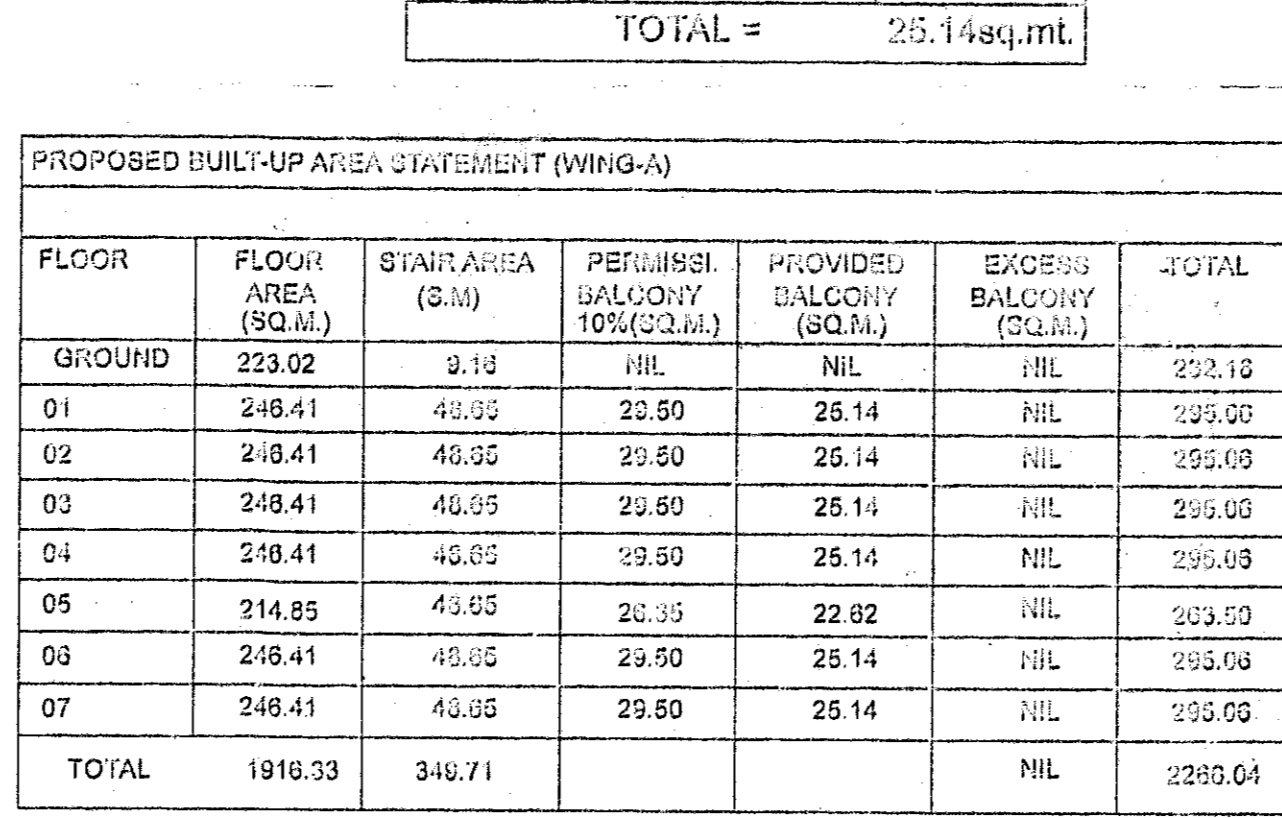 TOTAL = 25.14sq.mt.
PROPOSED BUILT-UP AREA STATEMENT (WING-A)
FLOOR FLOOR AREA (SQ.M.) STAIR AREA (S.M) PERMISSI. BALCONY 10%(SQ.M.) PROVIDED BALCONY (SQ.M.) EXCESS BALCONY (SQ.M.) TOTAL
GROUND 223.02 9.16 NIL NIL NIL 232.18
01 246.41 48.65 29.50 25.14 NIL 295.06
02 246.41 48.65 29.50 25.14 NIL 295.06
03 246.41 48.65 29.50 25.14 NIL 295.06
04 246.41 48.65 29.50 25.14 NIL 295.06
05 214.85 48.65 26.35 22.62 NIL 263.50
06 246.41 48.65 29.50 25.14 NIL 295.06
07 246.41 48.65 29.50 25.14 NIL 295.06
TOTAL 1916.33 349.71 NIL 2266.04